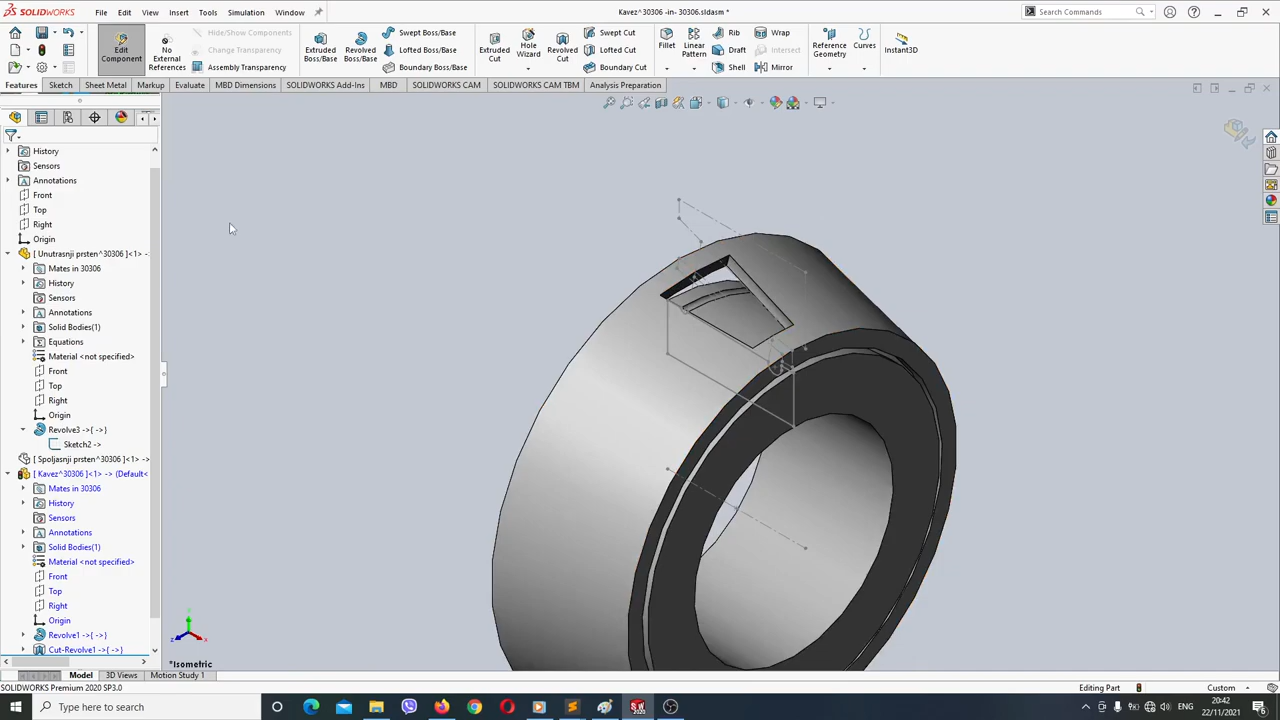 SOLIDWORKS
File
Edit
View
Insert
Tools
Simulation
Window
Kavez^30306 -in- 30306.sldasm *
Search Commands
Edit
Component
No
External
References
Hide/Show Components
Change Transparency
Assembly Transparency
Extruded
Boss/Base
Revolved
Boss/Base
Swept Boss/Base
Lofted Boss/Base
Boundary Boss/Base
Extruded
Cut
Hole
Wizard
Revolved
Cut
Swept Cut
Lofted Cut
Boundary Cut
Fillet
Linear
Pattern
Rib
Draft
Shell
Wrap
Intersect
Mirror
Reference
Geometry
Curves
Instant3D
Features
Sketch
Sheet Metal
Markup
Evaluate
MBD Dimensions
SOLIDWORKS Add-Ins
MBD
SOLIDWORKS CAM
SOLIDWORKS CAM TBM
Analysis Preparation
History
Sensors
Annotations
Front
Top
Right
Origin
[ Unutrasnji prsten^30306 ]<1> -
Mates in 30306
History
Sensors
Annotations
Solid Bodies(1)
Equations
Material <not specified>
Front
Top
Right
Origin
Revolve3 ->{ ->}
Sketch2 ->
[ Spoljasnji prsten^30306 ]<1> ->
[ Kavez^30306 ]<1> -> (Default<
Mates in 30306
History
Sensors
Annotations
Solid Bodies(1)
Material <not specified>
Front
Top
Right
Origin
Revolve1 ->{ ->}
Cut-Revolve1 ->{ ->}
y
z
x
*Isometric
Model
3D Views
Motion Study 1
SOLIDWORKS Premium 2020 SP3.0
Editing Part
Custom
Type here to search
SW
2020
ENG
20:42
22/11/2021